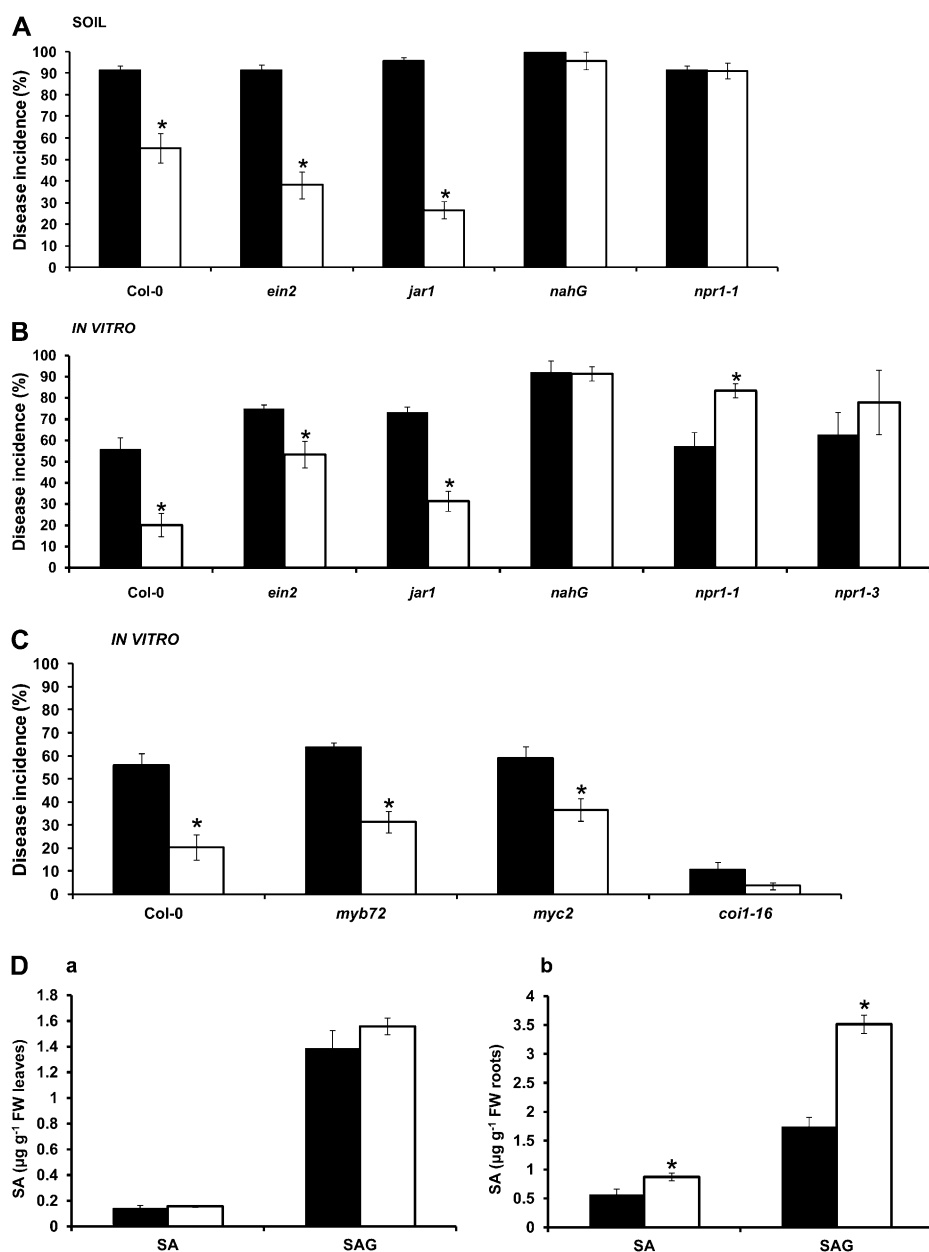 A SOIL
Disease incidence (%)
100
90
80
70
60
50
40
30
20
10
0
* * *
Col-0 ein2 jar1 nahG npr1-1
B IN VITRO
Disease incidence (%)
100
90
80
70
60
50
40
30
20
10
0
* * * *
Col-0 ein2 jar1 nahG npr1-1 npr1-3
C IN VITRO
Disease incidence (%)
100
90
80
70
60
50
40
30
20
10
0
* * *
Col-0 myb72 myc2 coi1-16
D a
SA (µg g-1 FW leaves)
1.8
1.6
1.4
1.2
1
0.8
0.6
0.4
0.2
0
SA SAG
b
SA (µg g-1 FW roots)
4
3.5
3
2.5
2
1.5
1
0.5
0
* *
SA SAG